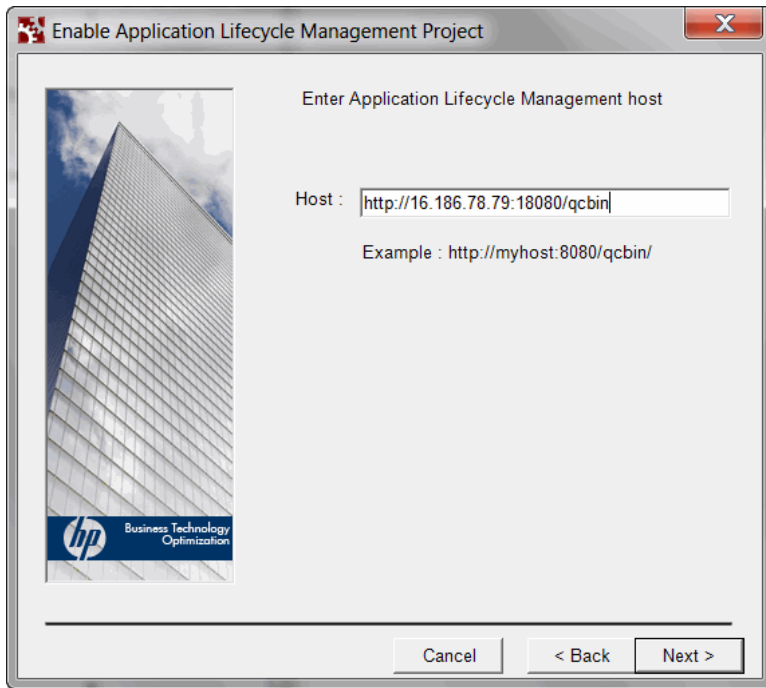 Enable Application Lifecycle Management Project
X
Enter Application Lifecycle Management host
Host :
http://16.186.78.79:18080/qcbin
Example : http://myhost:8080/qcbin/
hp
Business Technology
Optimization
Cancel
< Back
Next >